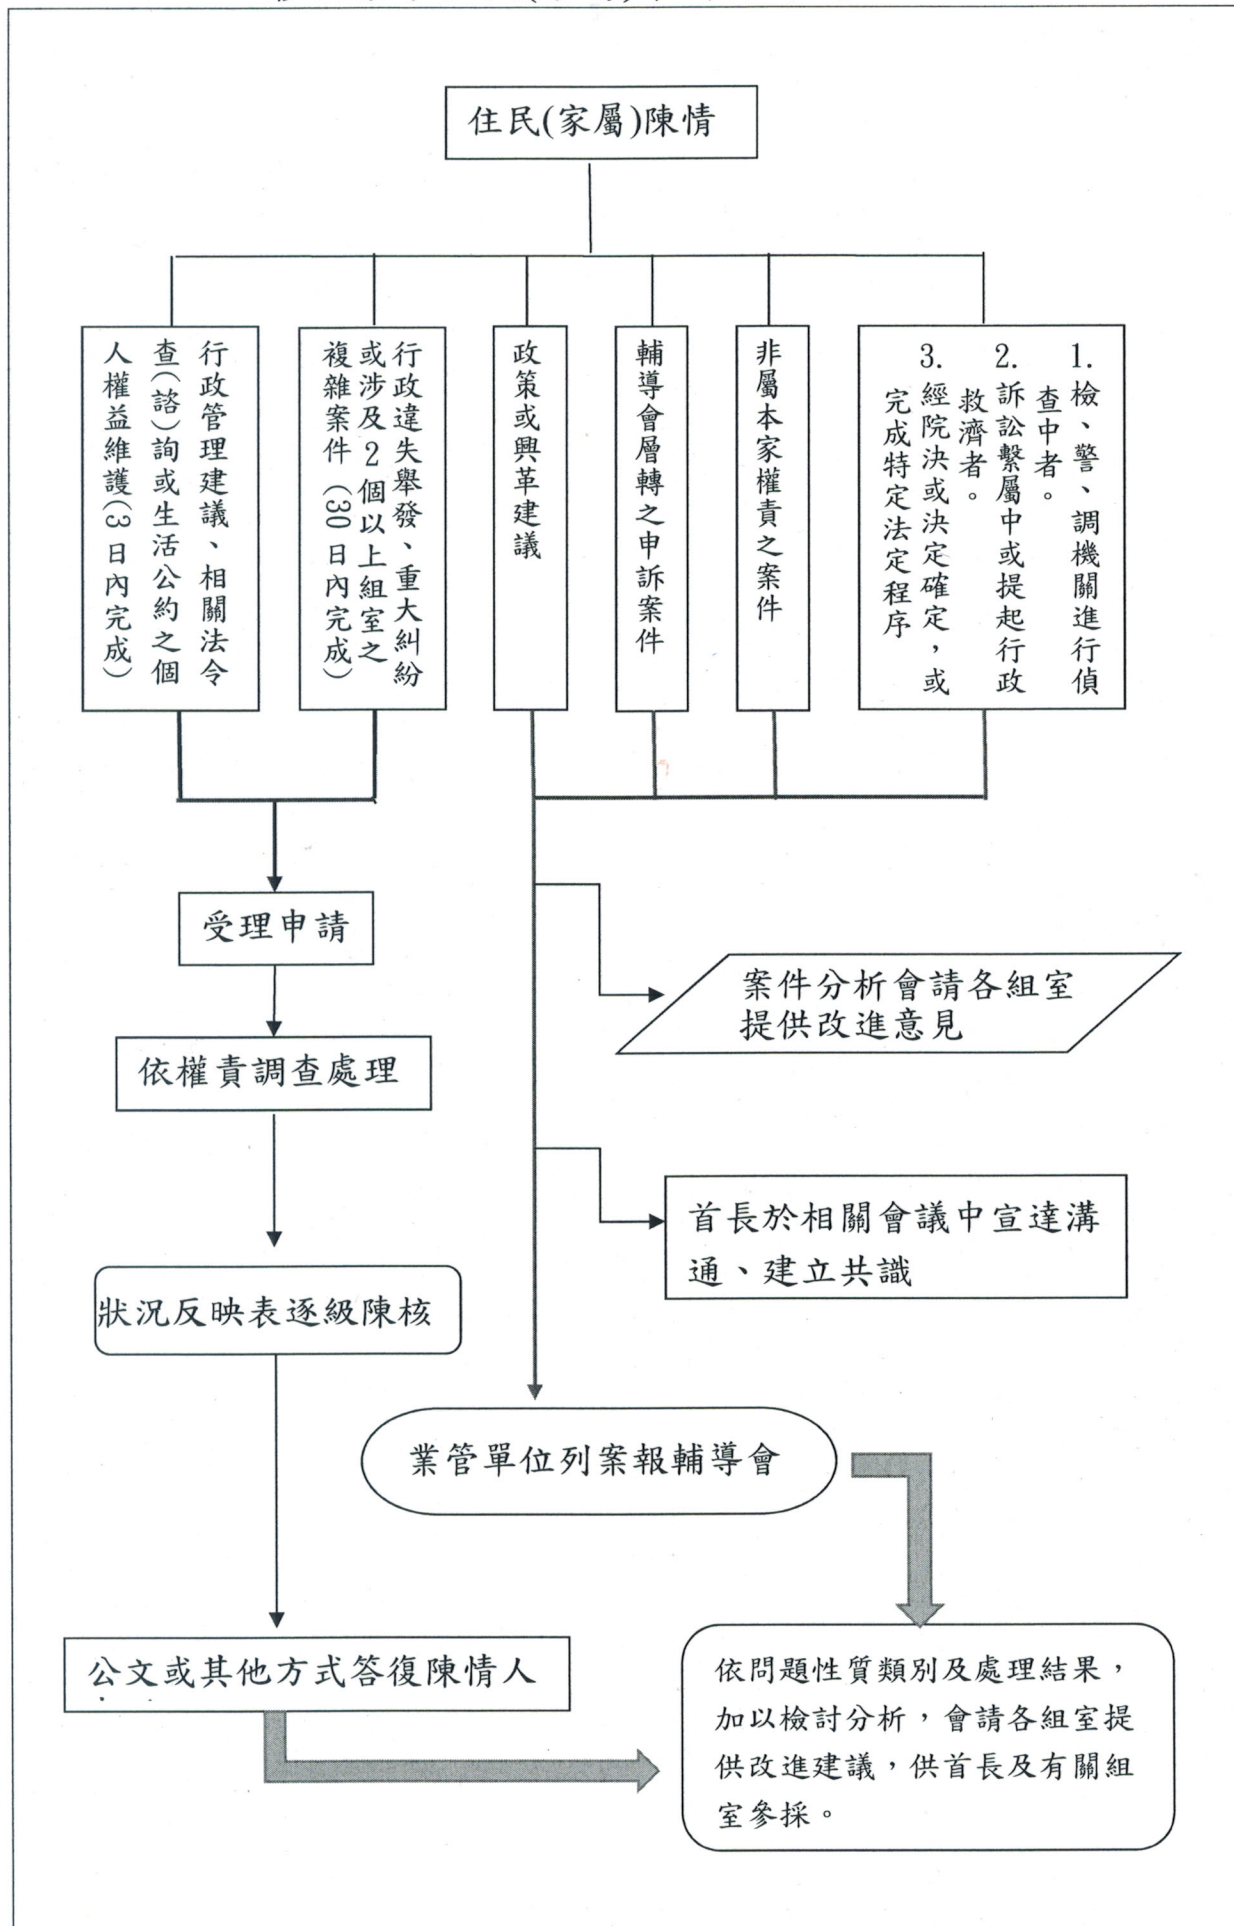 住民(家屬)陳情
行政管理建議、相關法令
查(諮)詢或生活公約之個
人權益維護(3日內完成)
行政違失舉發、重大糾紛
或涉及2個以上組室之
複雜案件(30日內完成)
政策或興革建議
輔導會層轉之申訴案件
非屬本家權責之案件
1. 檢、警、調機關進行偵
查中者。
2. 訴訟繫屬中或提起行政
救濟者。
3. 經院決或決定確定,或
完成特定法定程序
受理申請
依權責調查處理
狀況反映表逐級陳核
公文或其他方式答復陳情人
案件分析會請各組室
提供改進意見
首長於相關會議中宣達溝
通、建立共識
業管單位列案報輔導會
依問題性質類別及處理結果,
加以檢討分析,會請各組室提
供改進建議,供首長及有關組
室參採。